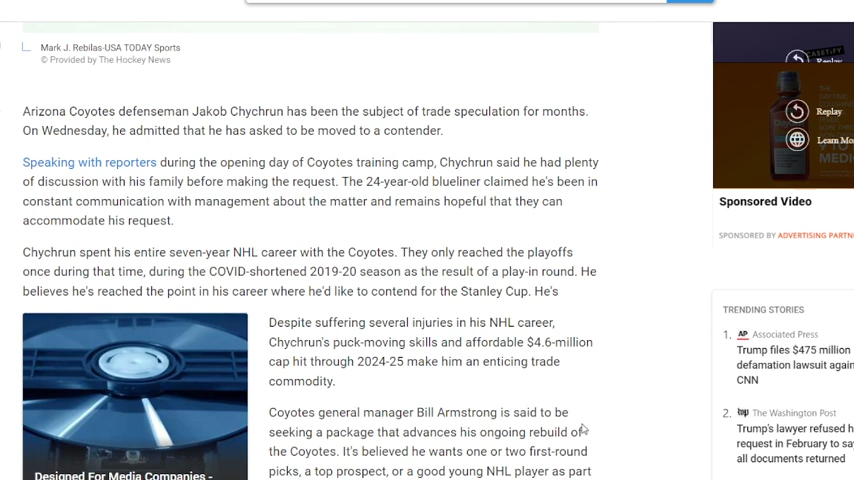 Mark J. Rebilas-USA TODAY Sports
© Provided by The Hockey News
Arizona Coyotes defenseman Jakob Chychrun has been the subject of trade speculation for months.
On Wednesday, he admitted that he has asked to be moved to a contender.
Speaking with reporters during the opening day of Coyotes training camp, Chychrun said he had plenty
of discussion with his family before making the request. The 24-year-old blueliner claimed he's been in
constant communication with management about the matter and remains hopeful that they can
accommodate his request.
Chychrun spent his entire seven-year NHL career with the Coyotes. They only reached the playoffs
once during that time, during the COVID-shortened 2019-20 season as the result of a play-in round. He
believes he's reached the point in his career where he'd like to contend for the Stanley Cup. He's
Despite suffering several injuries in his NHL career,
Chychrun's puck-moving skills and affordable $4.6-million
cap hit through 2024-25 make him an enticing trade
commodity.
Coyotes general manager Bill Armstrong is said to be
seeking a package that advances his ongoing rebuild of
the Coyotes. It's believed he wants one or two first-round
picks, a top prospect, or a good young NHL player as part
Designed For Media Companies -
CASETIFY
Replay
Replay
Learn Mo
Sponsored Video
SPONSORED BY ADVERTISING PARTN
TRENDING STORIES
1. AP Associated Press
Trump files $475 million
defamation lawsuit again
CNN
2. wp The Washington Post
Trump's lawyer refused h
request in February to sa
all documents returned